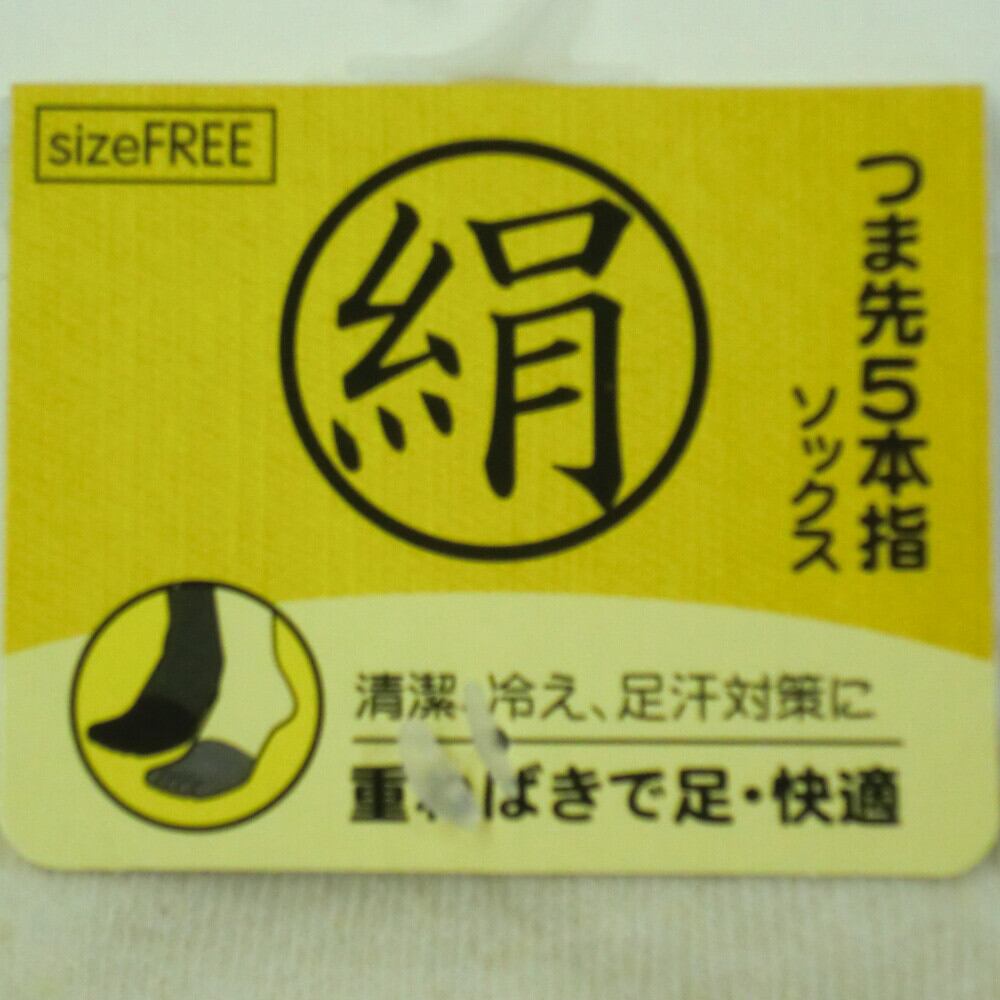 sizeFREE
絹
つま先5本指
ソックス
清潔、冷え、足汗対策に
重ねばきで足・快適